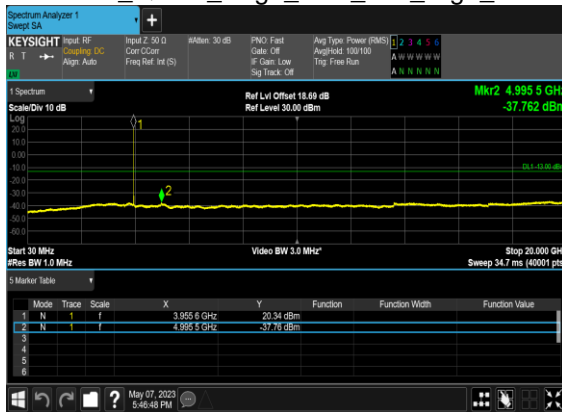 Spectrum Analyzer 1
Swept SA
+
KEYSIGHT Input: RF Input Z: 50 Ω #Atten: 30 dB PNO: Fast Avg Type: Power (RMS) 1 2 3 4 5 6
R T Coupling: DC Corr CCorr Gate: Off Avg|Hold: 100/100 A W W W W W
Align: Auto Freq Ref: Int (S) IF Gain: Low Trig: Free Run
Sig Track: Off A N N N N N
1 Spectrum Ref Lvl Offset 18.69 dB Mkr2 4.995 5 GHz
Scale/Div 10 dB Ref Level 30.00 dBm -37.762 dBm
Log
20.0
10.0
0.00
-10.0
DL1 -13.00 dBm
-20.0
-30.0
-40.0
-50.0
-60.0
1
2
Start 30 MHz Video BW 3.0 MHz* Stop 20.000 GHz
#Res BW 1.0 MHz Sweep 34.7 ms (40001 pts)
5 Marker Table
Mode Trace Scale X Y Function Function Width Function Value
1 N 1 f 3.955 6 GHz 20.34 dBm
2 N 1 f 4.995 5 GHz -37.76 dBm
3
4
5
6
? May 07, 2023
5:46:48 PM